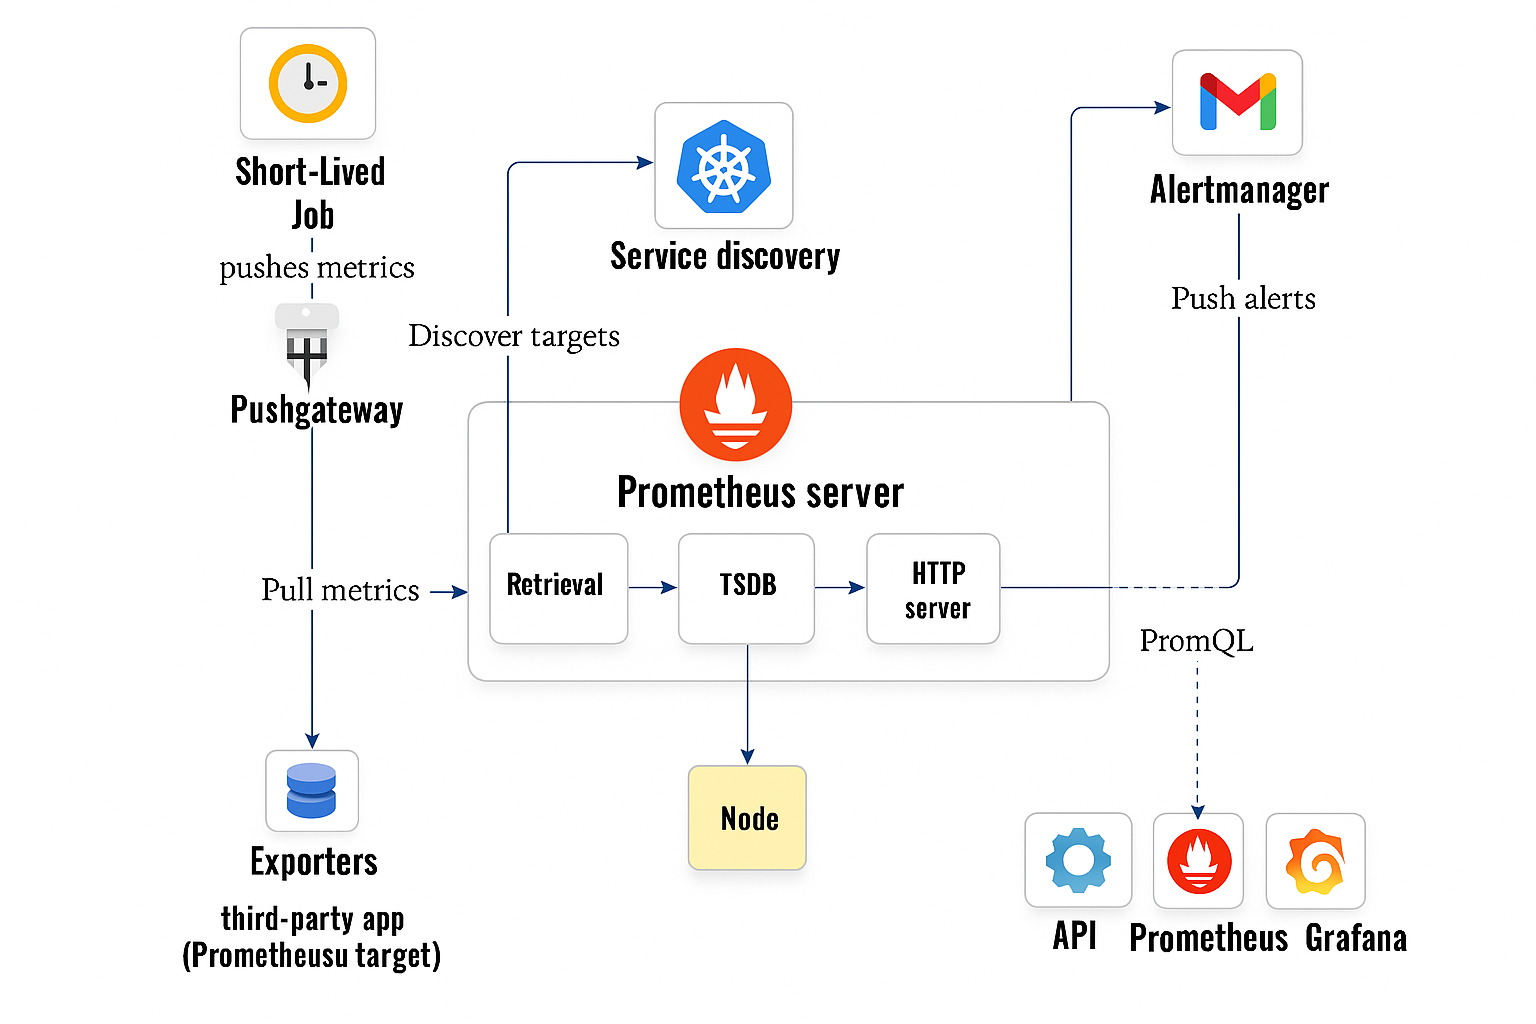 Short-Lived
Job
pushes metrics
Pushgateway
Service discovery
Discover targets
Alertmanager
Push alerts
Prometheus server
Pull metrics
Retrieval
TSDB
HTTP
server
PromQL
Node
Exporters
third-party app
(Prometheusu target)
API
Prometheus
Grafana